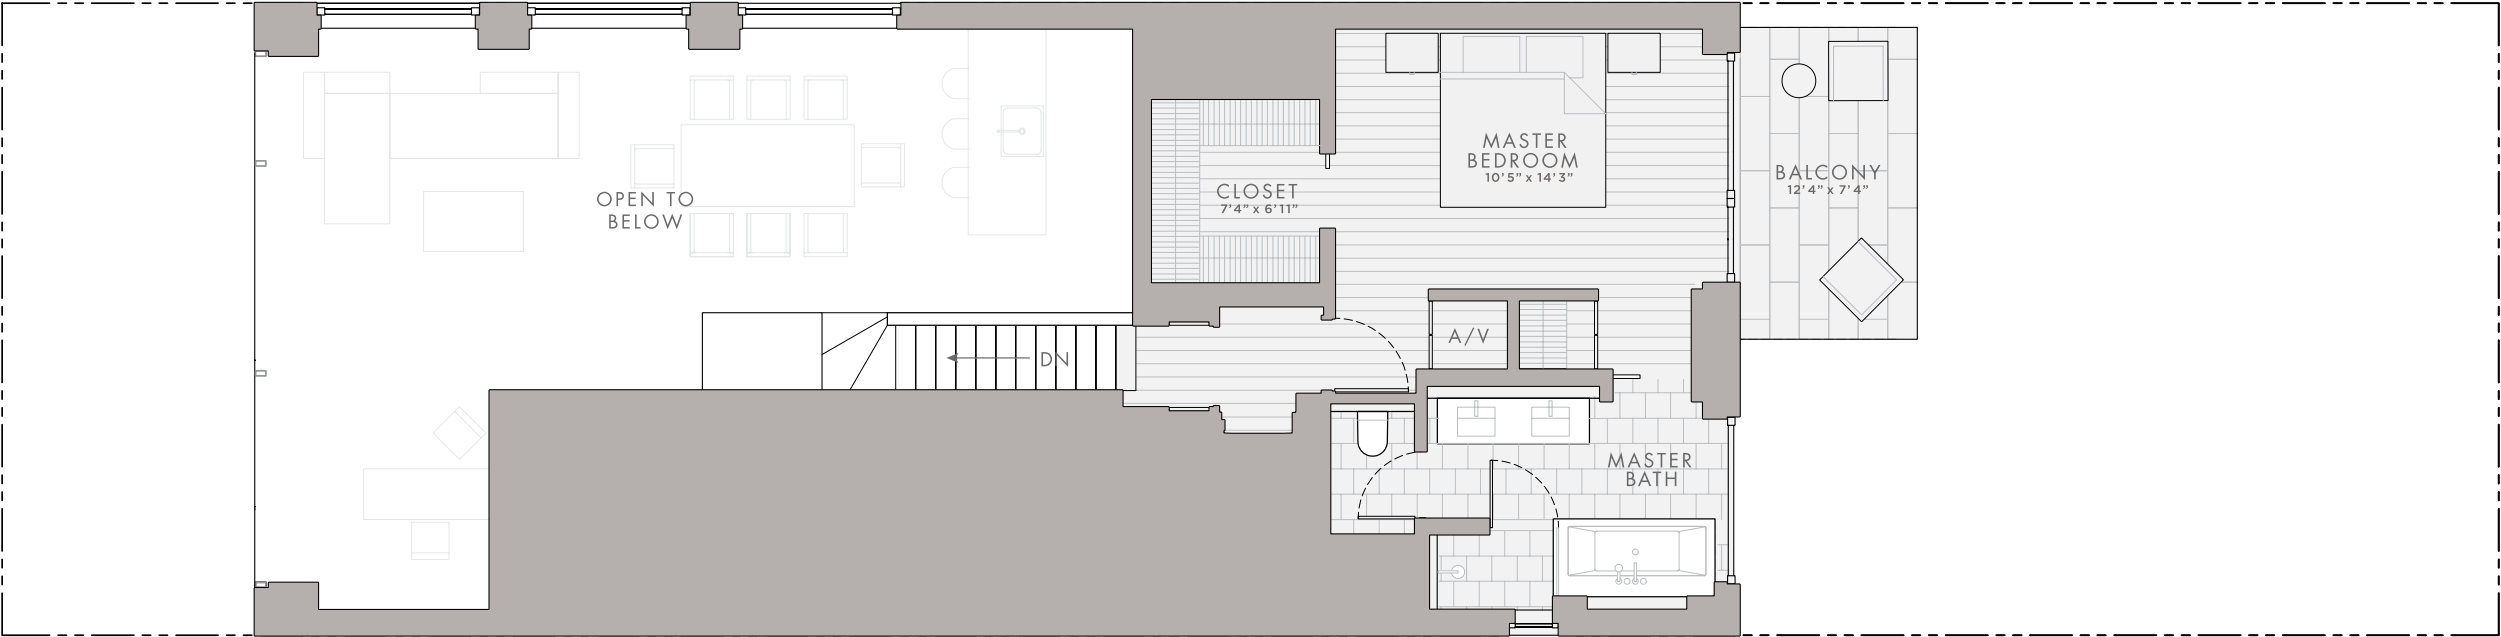 OPEN TO
BELOW
CLOSET
7'4" x 6'11"
MASTER
BEDROOM
10'5" x 14'3"
BALCONY
12'4" x 7'4"
A/V
DN
MASTER
BATH